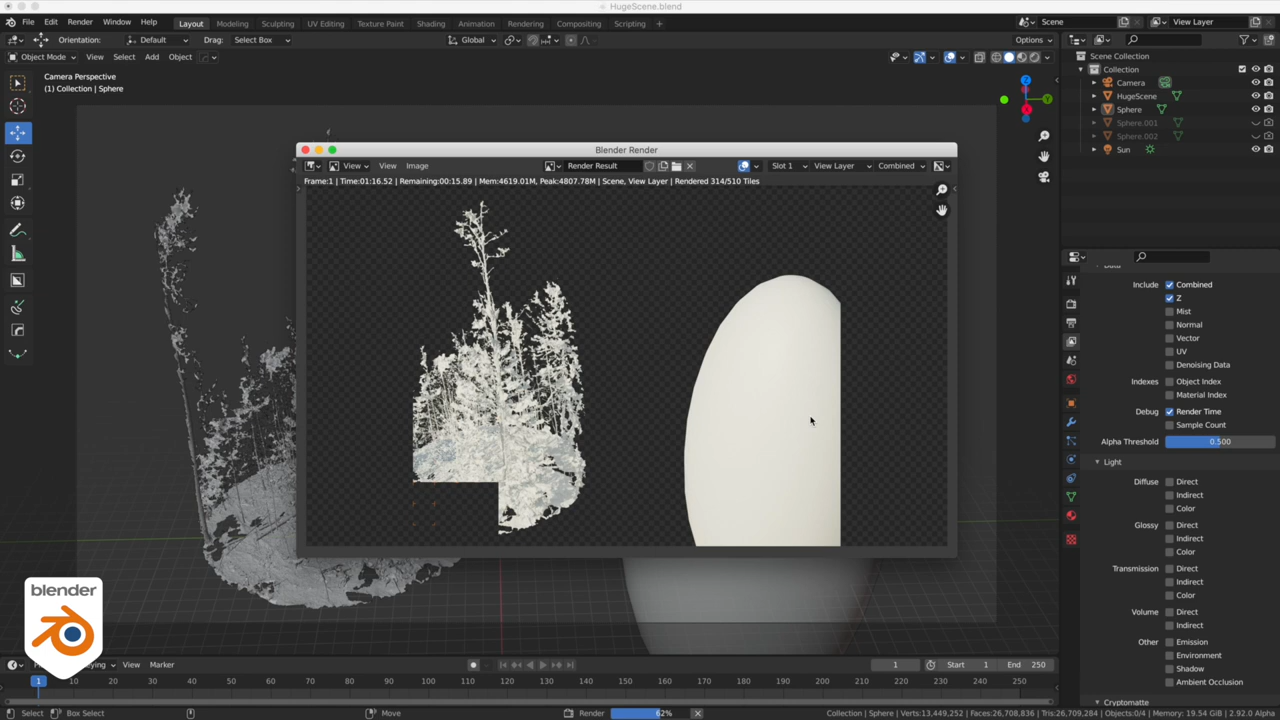 HugeScene.blend
File Edit Render Window Help Layout Modeling Sculpting UV Editing Texture Paint Shading Animation Rendering Compositing Scripting + Scene View Layer
Orientation: Default Drag: Select Box Global Options
Object Mode View Select Add Object
Camera Perspective
(1) Collection | Sphere
Scene Collection
Collection
Camera
HugeScene
Sphere
Sphere.001
Sphere.002
Sun
Blender Render
View View Image Render Result Slot 1 View Layer Combined
Frame:1 | Time:01:16.52 | Remaining:00:15.89 | Mem:4619.01M, Peak:4807.78M | Scene, View Layer | Rendered 314/510 Tiles
Include Combined
Z
Mist
Normal
Vector
UV
Denoising Data
Indexes Object Index
Material Index
Debug Render Time
Sample Count
Alpha Threshold 0.500
Light
Diffuse Direct
Indirect
Color
Glossy Direct
Indirect
Color
Transmission Direct
Indirect
Color
Volume Direct
Indirect
Other Emission
Environment
Shadow
Ambient Occlusion
Cryptomatte
blender
View Marker 1 Start 1 End 250
1 10 20 30 40 50 60 70 80 90 100 110 120 130 140 150 160 170 180 190 200 210 220 230 240 250
Select Box Select Move Render 62% Collection | Sphere | Verts:13,449,252 | Faces:26,708,836 | Tris:26,709,284 | Objects:0/4 | Memory: 19.54 GiB | 2.92.0 Alpha